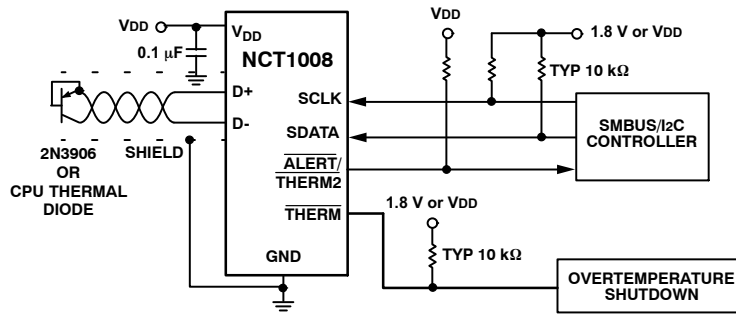 VDD
VDD
0.1 μF
NCT1008
D+
D-
2N3906
OR
CPU THERMAL
DIODE
SHIELD
SCLK
SDATA
ALERT/
THERM2
THERM
GND
VDD
1.8 V or VDD
TYP 10 kΩ
SMBUS/I2C
CONTROLLER
1.8 V or VDD
TYP 10 kΩ
OVERTEMPERATURE
SHUTDOWN